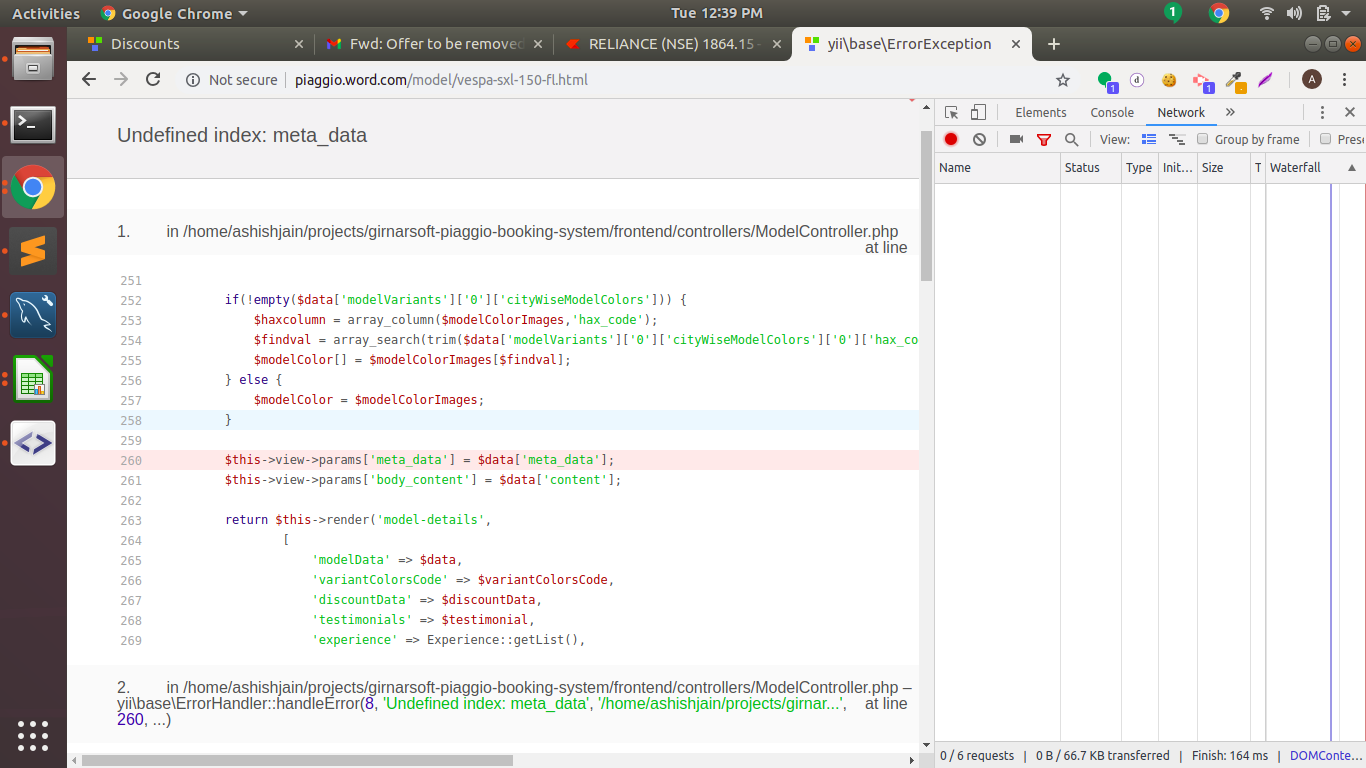 Activities
Google Chrome
Tue 12:39 PM
1
Discounts
Fwd: Offer to be removed
RELIANCE (NSE) 1864.15 -
yii\base\ErrorException
Not secure
piaggio.word.com/model/vespa-sxl-150-fl.html
1
d
1
A
Undefined index: meta_data
1. in /home/ashishjain/projects/girnarsoft-piaggio-booking-system/frontend/controllers/ModelController.php
at line
251
252 if(!empty($data['modelVariants']['0']['cityWiseModelColors'])) {
253 $haxcolumn = array_column($modelColorImages,'hax_code');
254 $findval = array_search(trim($data['modelVariants']['0']['cityWiseModelColors']['0']['hax_co
255 $modelColor[] = $modelColorImages[$findval];
256 } else {
257 $modelColor = $modelColorImages;
258 }
259
260 $this->view->params['meta_data'] = $data['meta_data'];
261 $this->view->params['body_content'] = $data['content'];
262
263 return $this->render('model-details',
264 [
265 'modelData' => $data,
266 'variantColorsCode' => $variantColorsCode,
267 'discountData' => $discountData,
268 'testimonials' => $testimonial,
269 'experience' => Experience::getList(),
2. in /home/ashishjain/projects/girnarsoft-piaggio-booking-system/frontend/controllers/ModelController.php –
yii\base\ErrorHandler::handleError(8, 'Undefined index: meta_data', '/home/ashishjain/projects/girnar...', at line
260, ...)
Elements Console Network »
View: Group by frame Prese
Name Status Type Init... Size T Waterfall
0 / 6 requests | 0 B / 66.7 KB transferred | Finish: 164 ms | DOMConte...